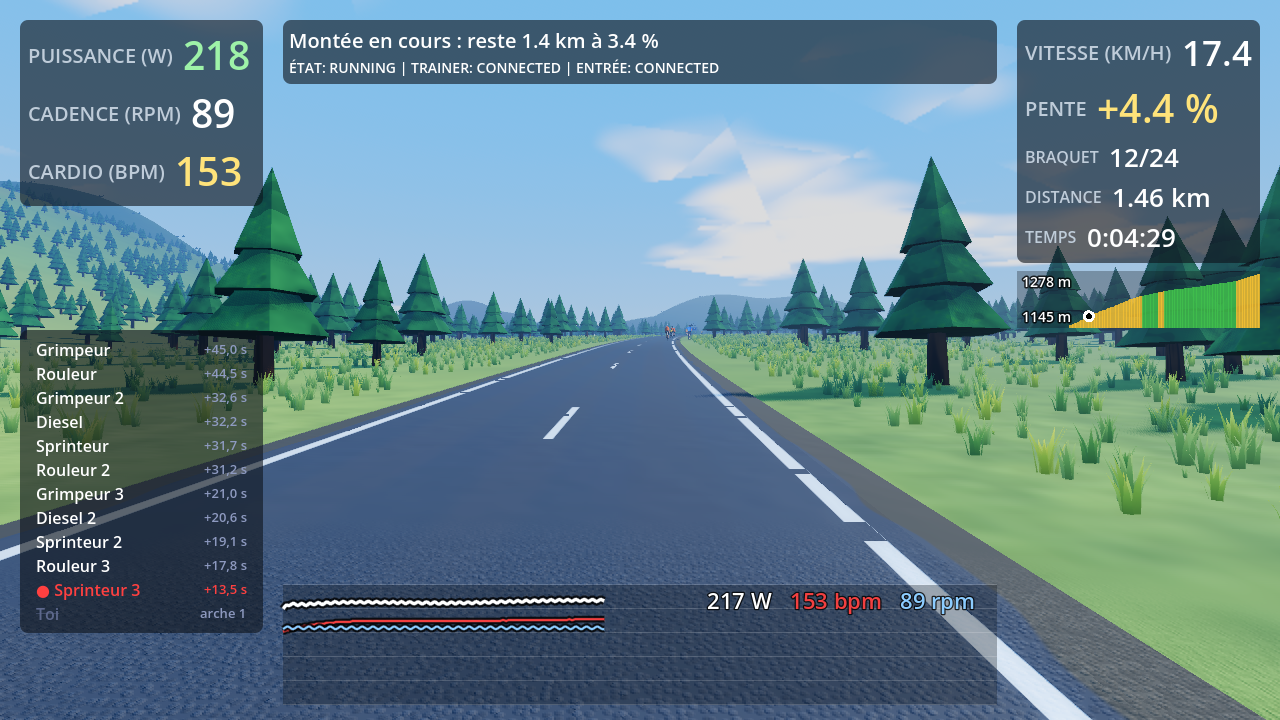 PUISSANCE (W) 218
CADENCE (RPM) 89
CARDIO (BPM) 153
Montée en cours : reste 1.4 km à 3.4 %
ÉTAT: RUNNING | TRAINER: CONNECTED | ENTRÉE: CONNECTED
VITESSE (KM/H) 17.4
PENTE +4.4 %
BRAQUET 12/24
DISTANCE 1.46 km
TEMPS 0:04:29
1278 m
1145 m
Grimpeur +45,0 s
Rouleur +44,5 s
Grimpeur 2 +32,6 s
Diesel +32,2 s
Sprinteur +31,7 s
Rouleur 2 +31,2 s
Grimpeur 3 +21,0 s
Diesel 2 +20,6 s
Sprinteur 2 +19,1 s
Rouleur 3 +17,8 s
Sprinteur 3 +13,5 s
Toi arche 1
217 W 153 bpm 89 rpm